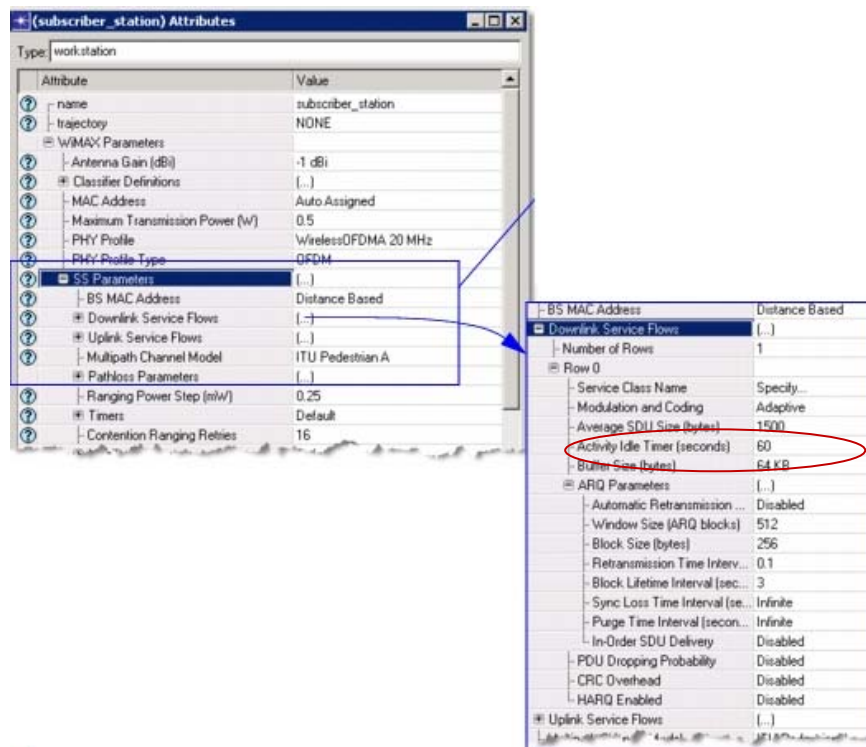 (subscriber_station) Attributes
Type: workstation
Attribute Value
name subscriber_station
trajectory NONE
WiMAX Parameters
Antenna Gain (dBi) -1 dBi
Classifier Definitions (...)
MAC Address Auto Assigned
Maximum Transmission Power (W) 0.5
PHY Profile WirelessOFDMA 20 MHz
PHY Profile Type OFDM
SS Parameters (...)
BS MAC Address Distance Based
Downlink Service Flows (...)
Uplink Service Flows (...)
Multipath Channel Model ITU Pedestrian A
Pathloss Parameters (...)
Ranging Power Step (mW) 0.25
Timers Default
Contention Ranging Retries 16
BS MAC Address Distance Based
Downlink Service Flows (...)
Number of Rows 1
Row 0
Service Class Name Specify...
Modulation and Coding Adaptive
Average SDU Size (bytes) 1500
Activity Idle Timer (seconds) 60
Buffer Size (bytes) 64 KB
ARQ Parameters (...)
Automatic Retransmission ... Disabled
Window Size (ARQ blocks) 512
Block Size (bytes) 256
Retransmission Time Interv... 0.1
Block Lifetime Interval (sec... 3
Sync Loss Time Interval (se... Infinite
Purge Time Interval (secon... Infinite
In-Order SDU Delivery Disabled
PDU Dropping Probability Disabled
CRC Overhead Disabled
HARQ Enabled Disabled
Uplink Service Flows (...)